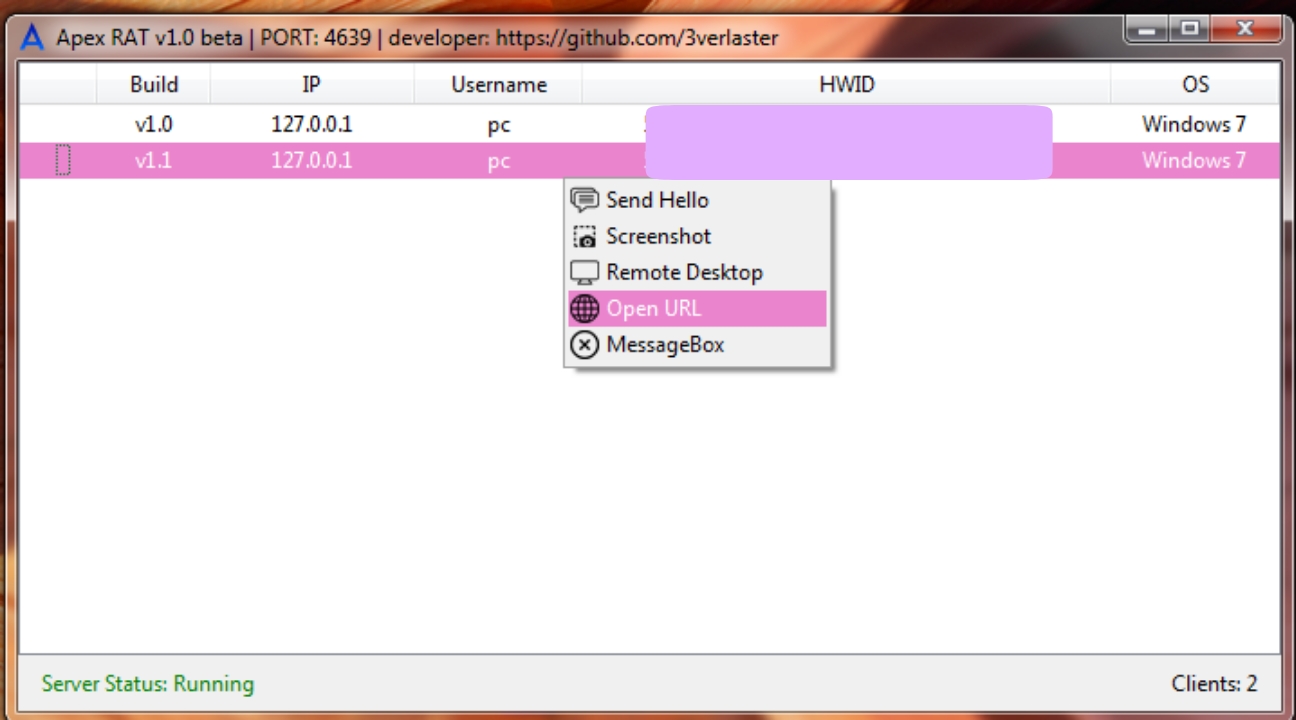 Apex RAT v1.0 beta | PORT: 4639 | developer: https://github.com/3verlaster
Build IP Username HWID OS
v1.0 127.0.0.1 pc Windows 7
v1.1 127.0.0.1 pc Windows 7
Send Hello
Screenshot
Remote Desktop
Open URL
MessageBox
Server Status: Running Clients: 2